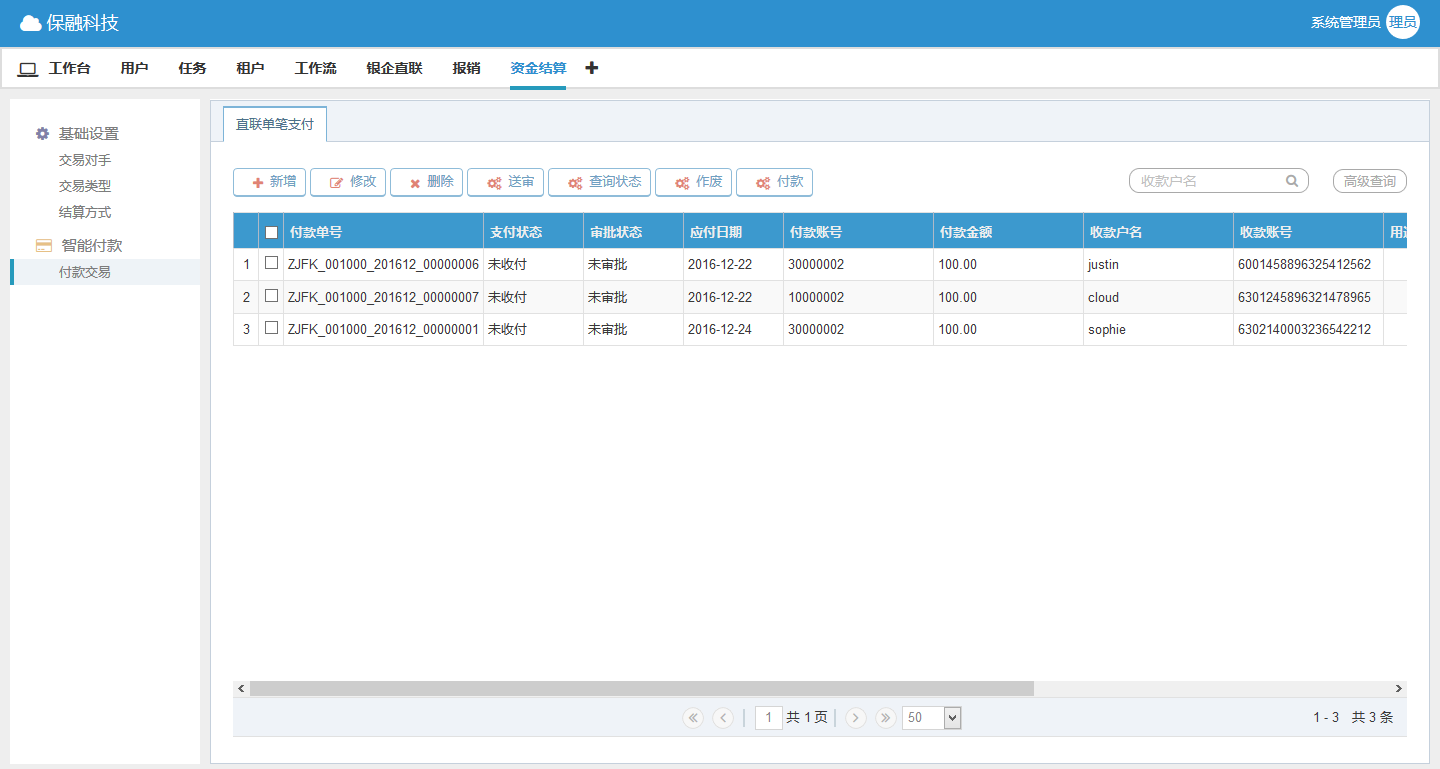 保融科技
系统管理员 理员
工作台 用户 任务 租户 工作流 银企直联 报销 资金结算
基础设置
交易对手
交易类型
结算方式
智能付款
付款交易
直联单笔支付
新增 修改 删除 送审 查询状态 作废 付款 收款户名 高级查询
付款单号 支付状态 审批状态 应付日期 付款账号 付款金额 收款户名 收款账号 用
1 ZJFK_001000_201612_00000006 未收付 未审批 2016-12-22 30000002 100.00 justin 6001458896325412562
2 ZJFK_001000_201612_00000007 未收付 未审批 2016-12-22 10000002 100.00 cloud 6301245896321478965
3 ZJFK_001000_201612_00000001 未收付 未审批 2016-12-24 30000002 100.00 sophie 6302140003236542212
1 共 1 页 50 1 - 3 共 3 条